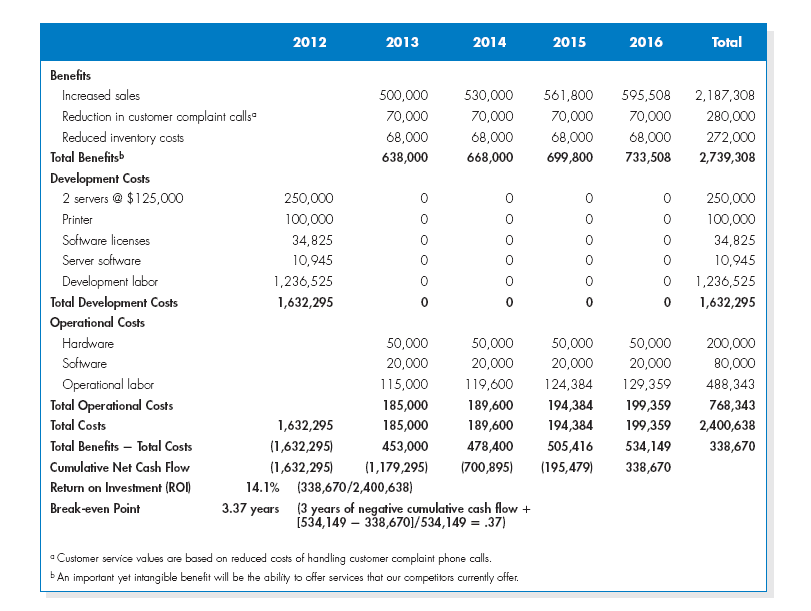 2012 2013 2014 2015 2016 Total
Benefits
Increased sales 500,000 530,000 561,800 595,508 2,187,308
Reduction in customer complaint callsᵃ 70,000 70,000 70,000 70,000 280,000
Reduced inventory costs 68,000 68,000 68,000 68,000 272,000
Total Benefitsᵇ 638,000 668,000 699,800 733,508 2,739,308
Development Costs
2 servers @ $125,000 250,000 0 0 0 0 250,000
Printer 100,000 0 0 0 0 100,000
Software licenses 34,825 0 0 0 0 34,825
Server software 10,945 0 0 0 0 10,945
Development labor 1,236,525 0 0 0 0 1,236,525
Total Development Costs 1,632,295 0 0 0 0 1,632,295
Operational Costs
Hardware 50,000 50,000 50,000 50,000 200,000
Software 20,000 20,000 20,000 20,000 80,000
Operational labor 115,000 119,600 124,384 129,359 488,343
Total Operational Costs 185,000 189,600 194,384 199,359 768,343
Total Costs 1,632,295 185,000 189,600 194,384 199,359 2,400,638
Total Benefits − Total Costs (1,632,295) 453,000 478,400 505,416 534,149 338,670
Cumulative Net Cash Flow (1,632,295) (1,179,295) (700,895) (195,479) 338,670
Return on Investment (ROI) 14.1% (338,670/2,400,638)
Break-even Point 3.37 years (3 years of negative cumulative cash flow +
[534,149 − 338,670]/534,149 = .37)
ᵃ Customer service values are based on reduced costs of handling customer complaint phone calls.
ᵇ An important yet intangible benefit will be the ability to offer services that our competitors currently offer.